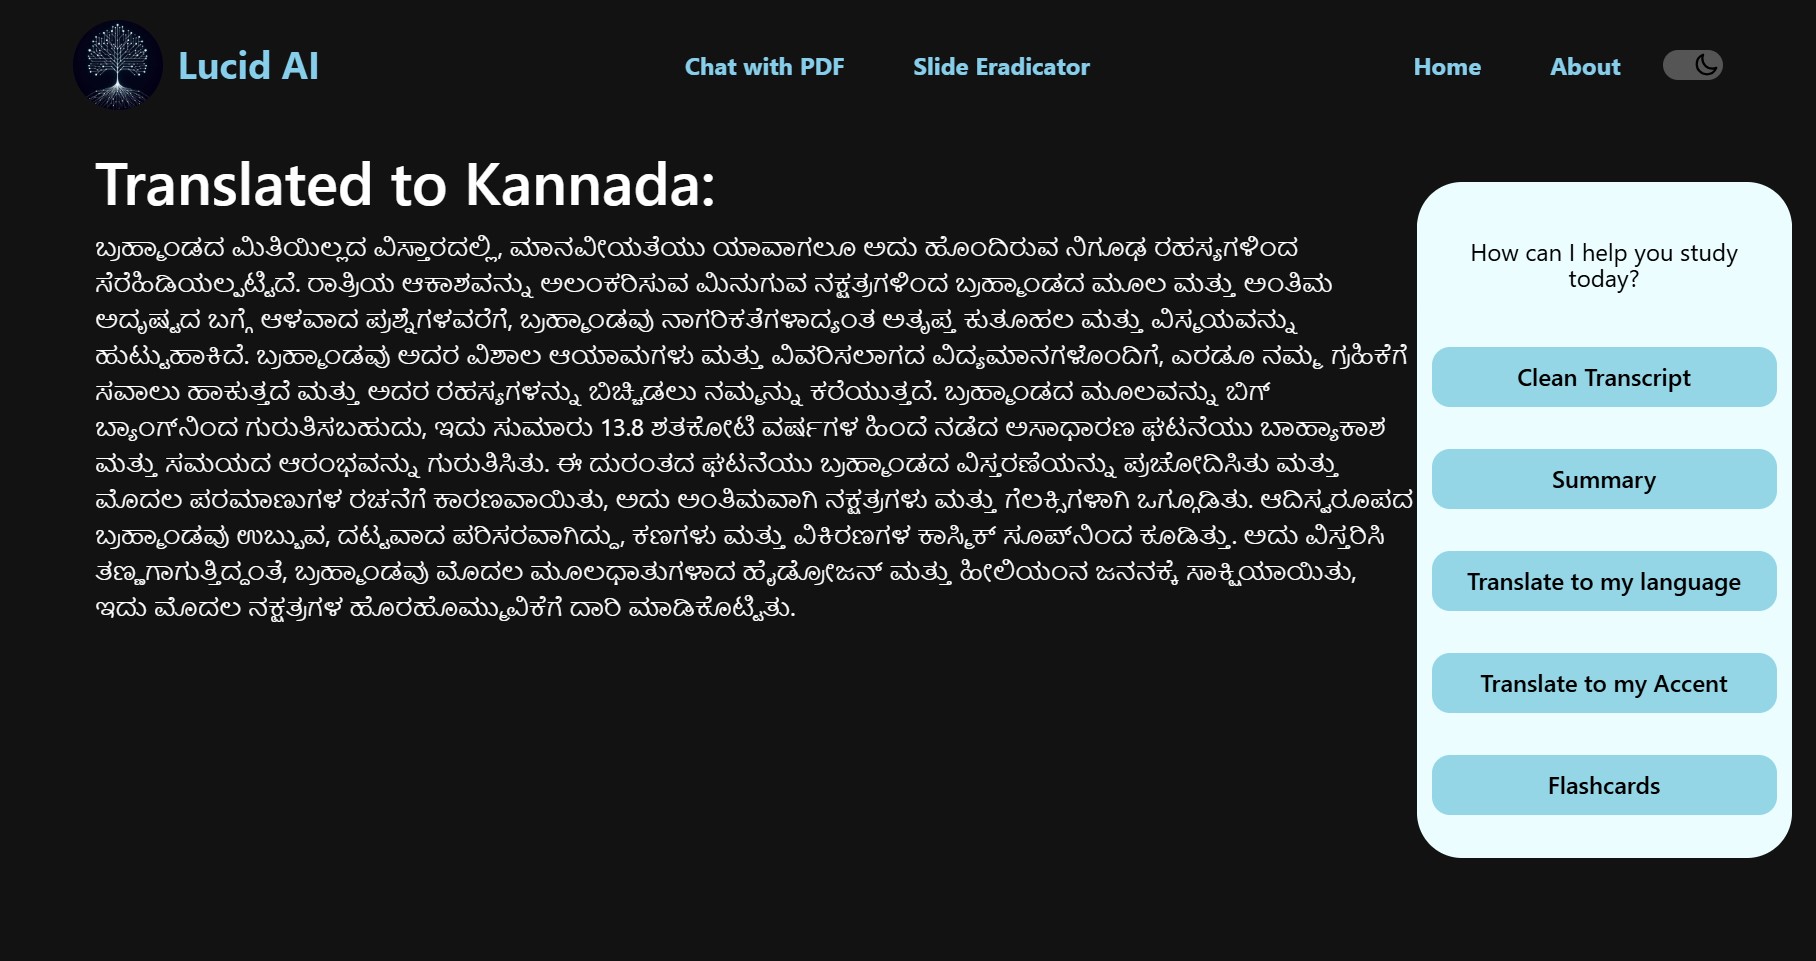 Lucid AI
Chat with PDF
Slide Eradicator
Home
About
Translated to Kannada:
ಬ್ರಹ್ಮಾಂಡದ ಮಿತಿಯಿಲ್ಲದ ವಿಸ್ತಾರದಲ್ಲಿ, ಮಾನವೀಯತೆಯು ಯಾವಾಗಲೂ ಅದು ಹೊಂದಿರುವ ನಿಗೂಢ ರಹಸ್ಯಗಳಿಂದ
ಸೆರೆಹಿಡಿಯಲ್ಪಟ್ಟಿದೆ. ರಾತ್ರಿಯ ಆಕಾಶವನ್ನು ಅಲಂಕರಿಸುವ ಮಿನುಗುವ ನಕ್ಷತ್ರಗಳಿಂದ ಬ್ರಹ್ಮಾಂಡದ ಮೂಲ ಮತ್ತು ಅಂತಿಮ
ಅದೃಷ್ಟದ ಬಗ್ಗೆ ಆಳವಾದ ಪ್ರಶ್ನೆಗಳವರೆಗೆ, ಬ್ರಹ್ಮಾಂಡವು ನಾಗರಿಕತೆಗಳಾದ್ಯಂತ ಅತೃಪ್ತ ಕುತೂಹಲ ಮತ್ತು ವಿಸ್ಮಯವನ್ನು
ಹುಟ್ಟುಹಾಕಿದೆ. ಬ್ರಹ್ಮಾಂಡವು ಅದರ ವಿಶಾಲ ಆಯಾಮಗಳು ಮತ್ತು ವಿವರಿಸಲಾಗದ ವಿದ್ಯಮಾನಗಳೊಂದಿಗೆ, ಎರಡೂ ನಮ್ಮ ಗ್ರಹಿಕೆಗೆ
ಸವಾಲು ಹಾಕುತ್ತದೆ ಮತ್ತು ಅದರ ರಹಸ್ಯಗಳನ್ನು ಬಿಚ್ಚಿಡಲು ನಮ್ಮನ್ನು ಕರೆಯುತ್ತದೆ. ಬ್ರಹ್ಮಾಂಡದ ಮೂಲವನ್ನು ಬಿಗ್
ಬ್ಯಾಂಗ್‌ನಿಂದ ಗುರುತಿಸಬಹುದು, ಇದು ಸುಮಾರು 13.8 ಶತಕೋಟಿ ವರ್ಷಗಳ ಹಿಂದೆ ನಡೆದ ಅಸಾಧಾರಣ ಘಟನೆಯು ಬಾಹ್ಯಾಕಾಶ
ಮತ್ತು ಸಮಯದ ಆರಂಭವನ್ನು ಗುರುತಿಸಿತು. ಈ ದುರಂತದ ಘಟನೆಯು ಬ್ರಹ್ಮಾಂಡದ ವಿಸ್ತರಣೆಯನ್ನು ಪ್ರಚೋದಿಸಿತು ಮತ್ತು
ಮೊದಲ ಪರಮಾಣುಗಳ ರಚನೆಗೆ ಕಾರಣವಾಯಿತು, ಅದು ಅಂತಿಮವಾಗಿ ನಕ್ಷತ್ರಗಳು ಮತ್ತು ಗೆಲಕ್ಸಿಗಳಾಗಿ ಒಗ್ಗೂಡಿತು. ಆದಿಸ್ವರೂಪದ
ಬ್ರಹ್ಮಾಂಡವು ಉಬ್ಬುವ, ದಟ್ಟವಾದ ಪರಿಸರವಾಗಿದ್ದು, ಕಣಗಳು ಮತ್ತು ವಿಕಿರಣಗಳ ಕಾಸ್ಮಿಕ್ ಸೂಪ್‌ನಿಂದ ಕೂಡಿತ್ತು. ಅದು ವಿಸ್ತರಿಸಿ
ತಣ್ಣಗಾಗುತ್ತಿದ್ದಂತೆ, ಬ್ರಹ್ಮಾಂಡವು ಮೊದಲ ಮೂಲಧಾತುಗಳಾದ ಹೈಡ್ರೋಜನ್ ಮತ್ತು ಹೀಲಿಯಂನ ಜನನಕ್ಕೆ ಸಾಕ್ಷಿಯಾಯಿತು,
ಇದು ಮೊದಲ ನಕ್ಷತ್ರಗಳ ಹೊರಹೊಮ್ಮುವಿಕೆಗೆ ದಾರಿ ಮಾಡಿಕೊಟ್ಟಿತು.
How can I help you study
today?
Clean Transcript
Summary
Translate to my language
Translate to my Accent
Flashcards